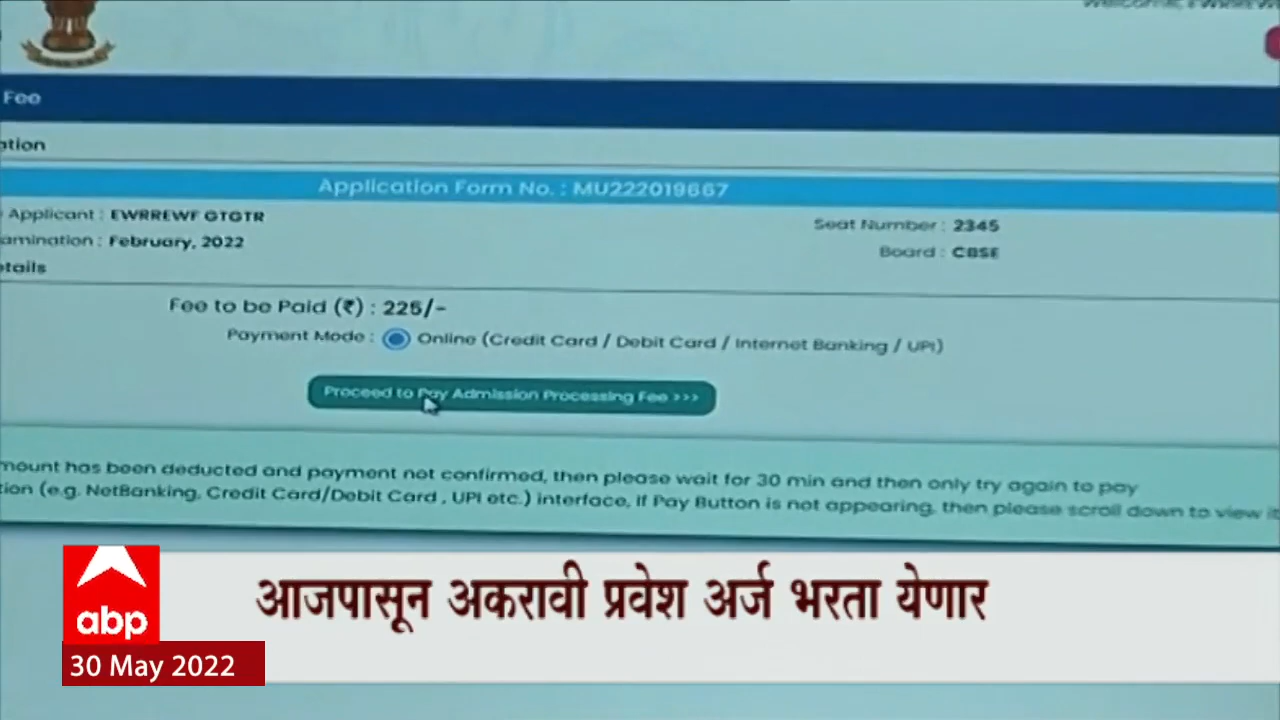 Fee
Application Form No. : MU222019667
Applicant : EWRREWF GTGTR
Seat Number : 2345
amination : February, 2022
Board : CBSE
etails
Fee to be Paid (₹) : 225/-
Payment Mode : Online (Credit Card / Debit Card / Internet Banking / UPI)
Proceed to Pay Admission Processing Fee >>>
mount has been deducted and payment not confirmed, then please wait for 30 min and then only try again to pay
tion (e.g. NetBanking, Credit Card/Debit Card , UPI etc.) interface, If Pay Button is not appearing, then please scroll down to view it
आजपासून अकरावी प्रवेश अर्ज भरता येणार
abp
30 May 2022